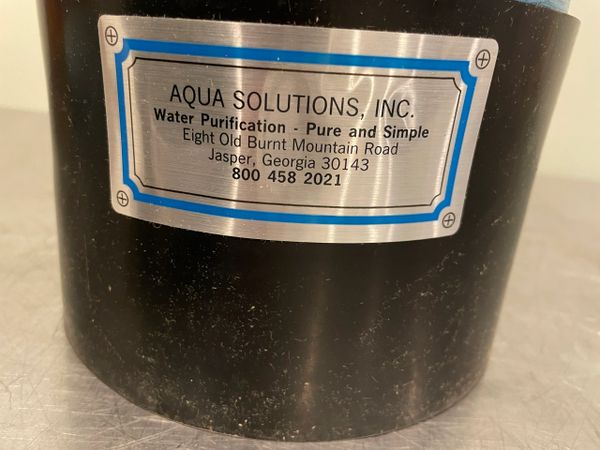 AQUA SOLUTIONS, INC.
Water Purification - Pure and Simple
Eight Old Burnt Mountain Road
Jasper, Georgia 30143
800 458 2021